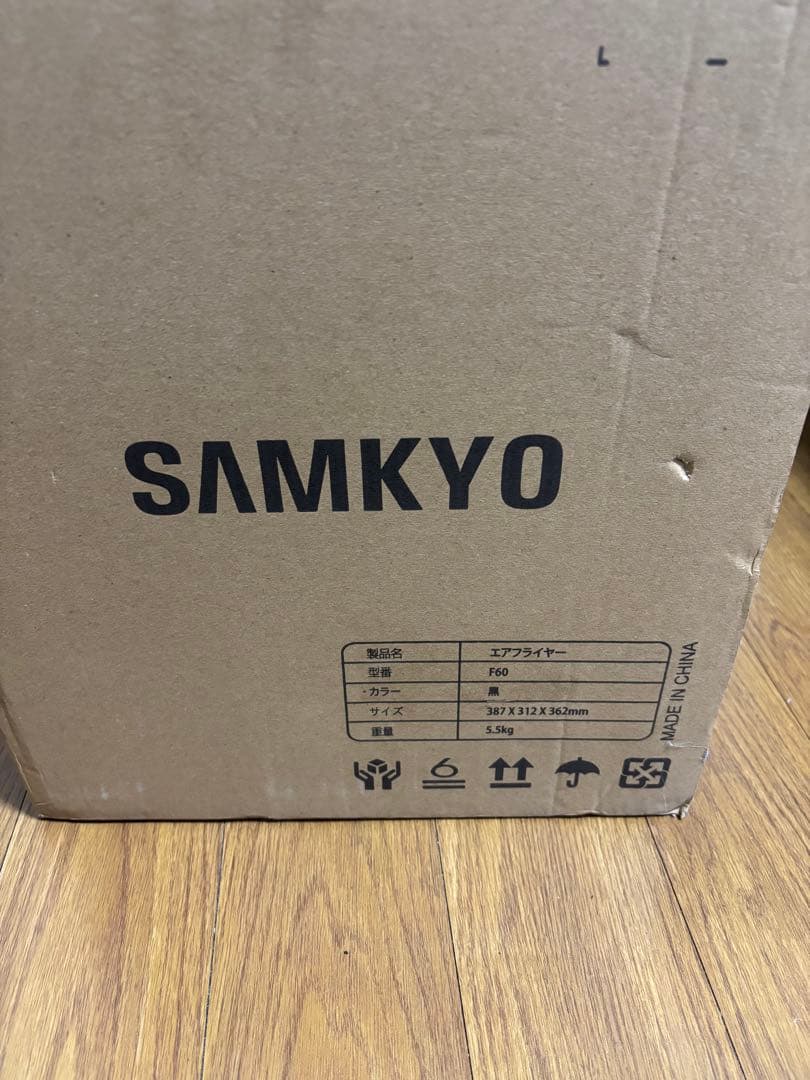 SAMKYO
製品名 エアフライヤー
型番 F60
・カラー 黒
サイズ 387 X 312 X 362mm
重量 5.5kg
MADE IN CHINA
6